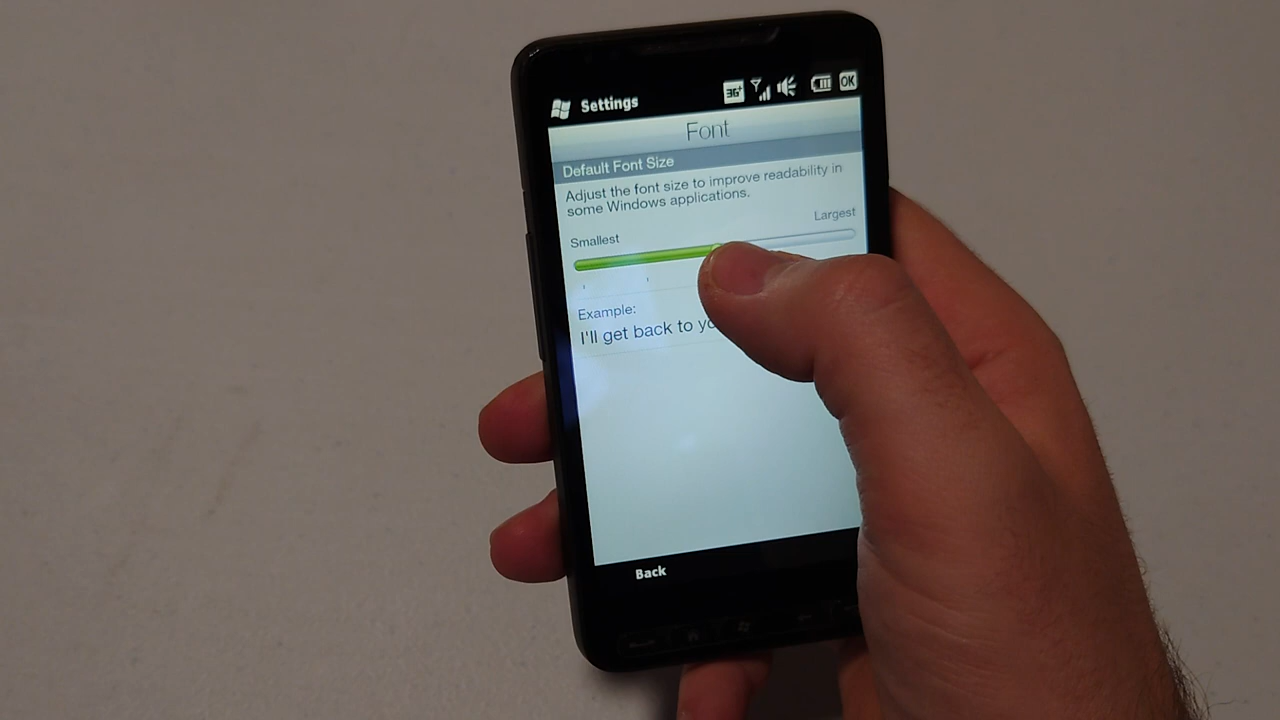 Settings 3G+ OK
Font
Default Font Size
Adjust the font size to improve readability in
some Windows applications.
Smallest Largest
Example:
I'll get back to
Back